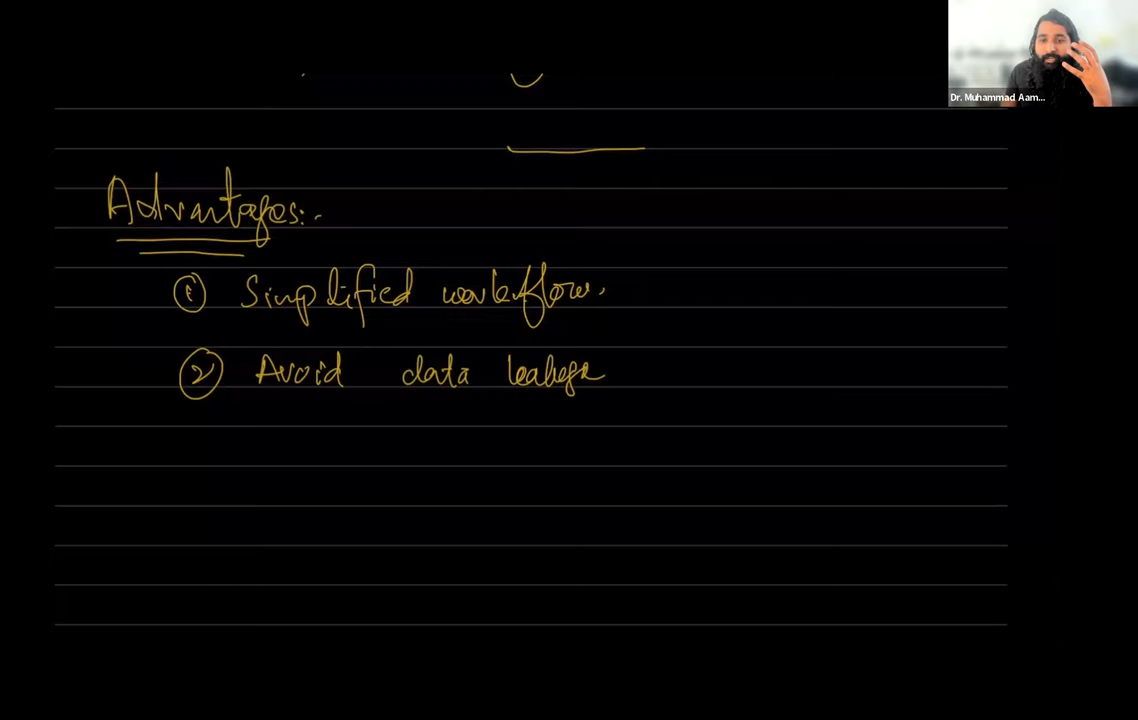 Dr. Muhammad Aam...
Advantages:-
① Simplified workflow.
② Avoid data leakage